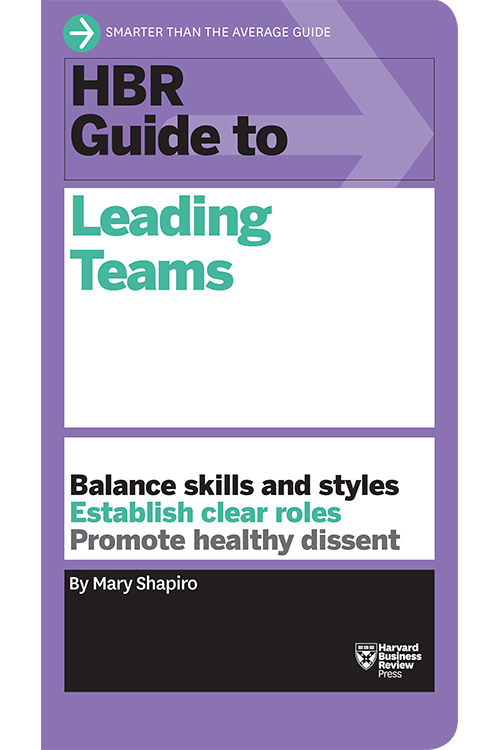 SMARTER THAN THE AVERAGE GUIDE
HBR
Guide to
Leading
Teams
Balance skills and styles
Establish clear roles
Promote healthy dissent
By Mary Shapiro
Harvard
Business
Review
Press